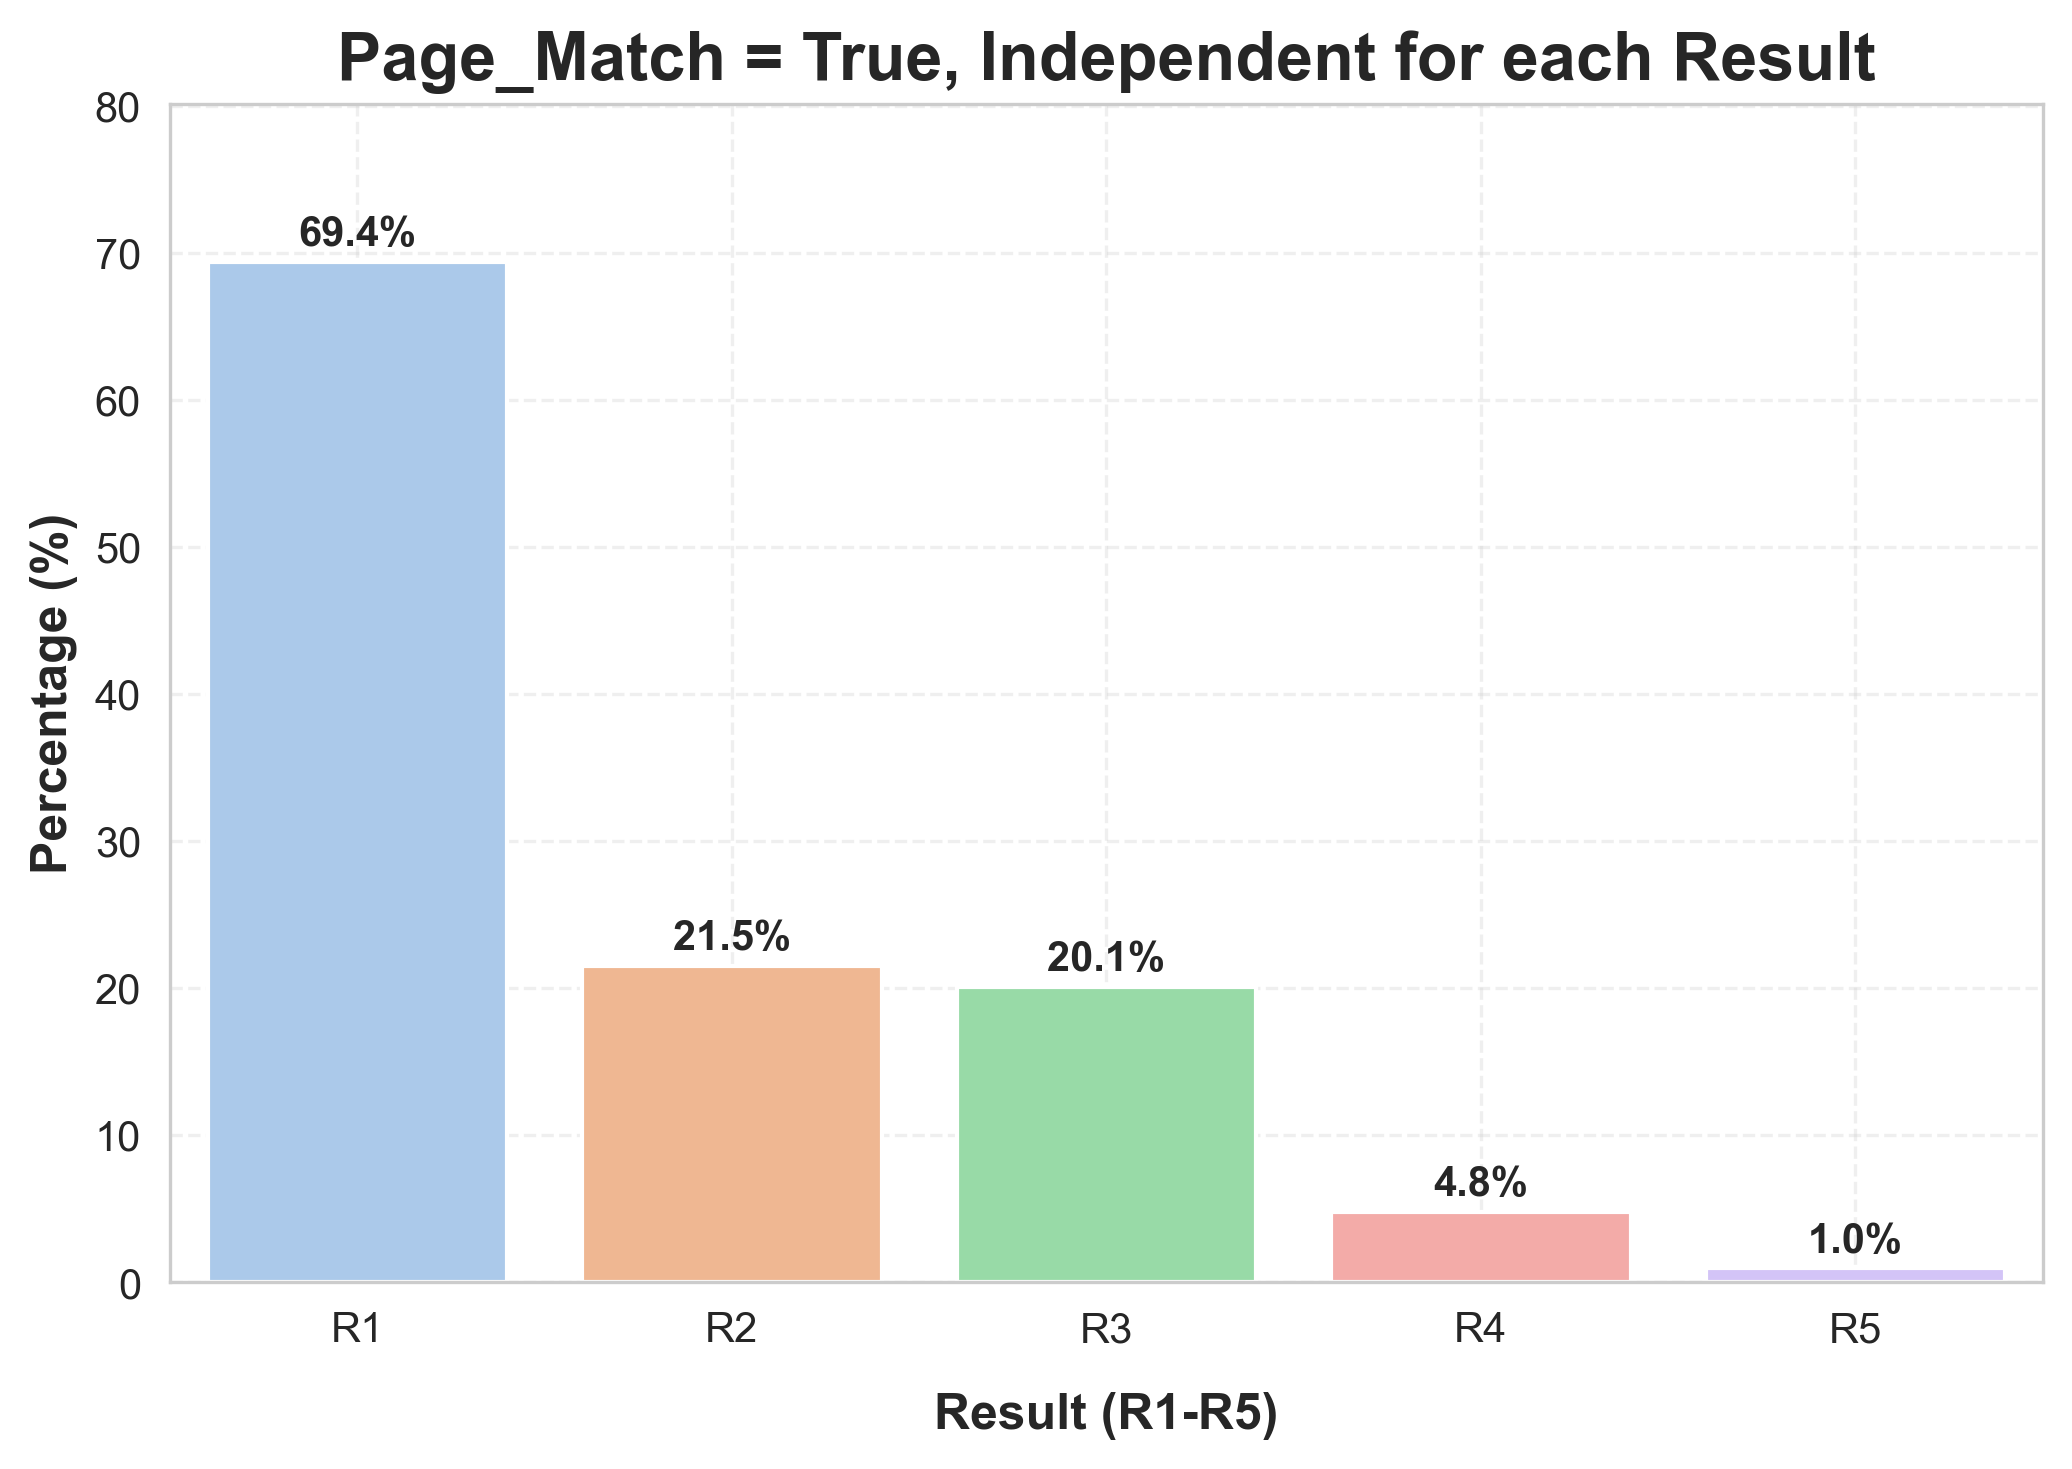 Page_Match = True, Independent for each Result
80
70
60
50
40
30
20
10
0
Percentage (%)
69.4%
21.5%
20.1%
4.8%
1.0%
R1
R2
R3
R4
R5
Result (R1-R5)